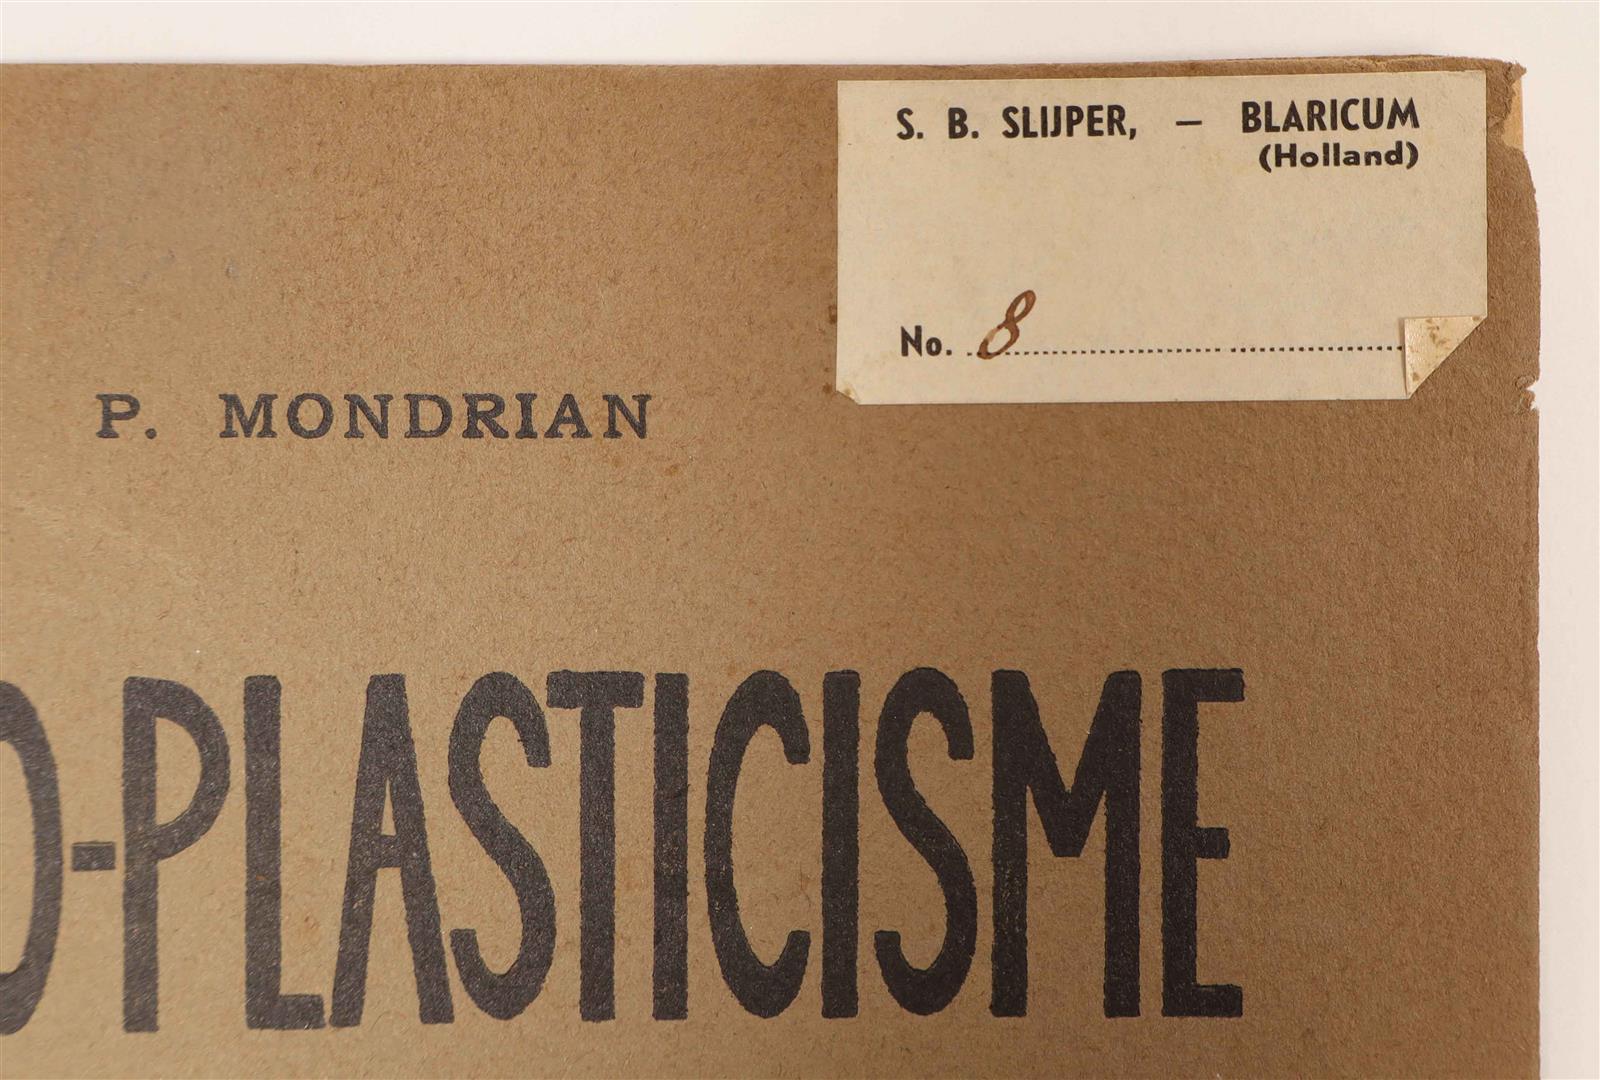 S. B. SLIJPER, — BLARICUM
(Holland)
No. 8
P. MONDRIAN
O-PLASTICISME